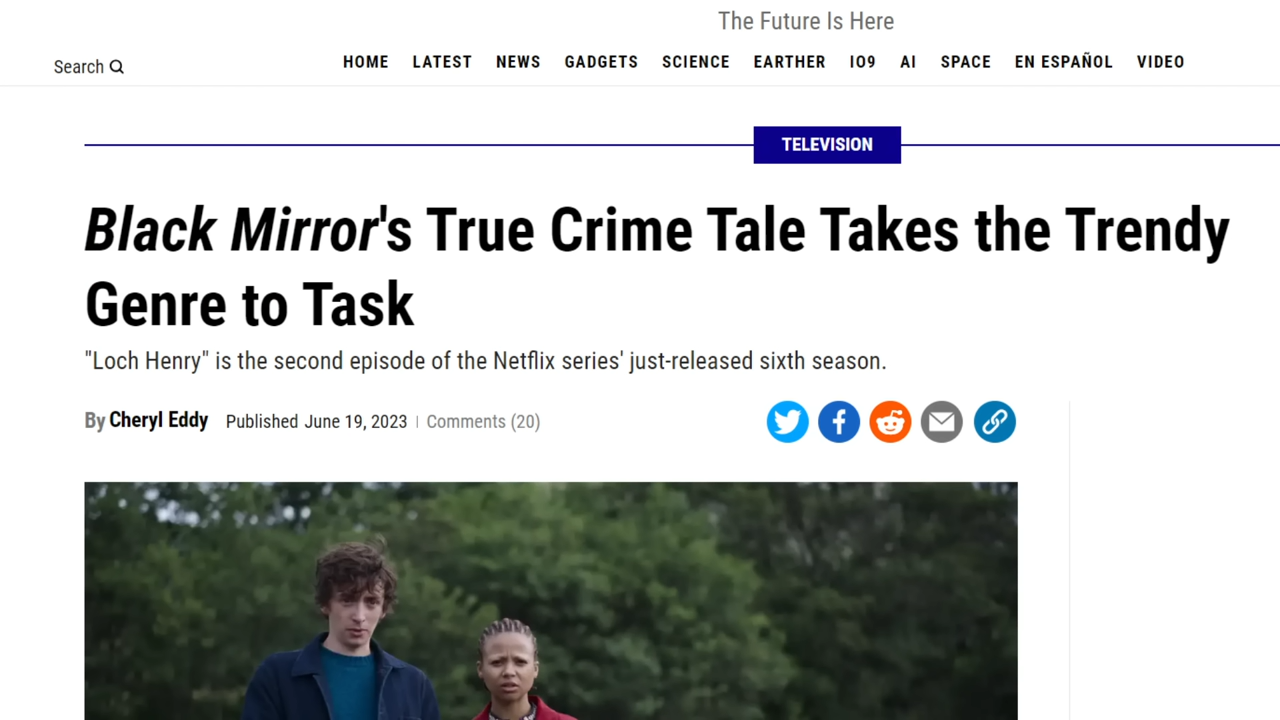 The Future Is Here
Search
HOME LATEST NEWS GADGETS SCIENCE EARTHER IO9 AI SPACE EN ESPAÑOL VIDEO
TELEVISION
Black Mirror's True Crime Tale Takes the Trendy
Genre to Task
"Loch Henry" is the second episode of the Netflix series' just-released sixth season.
By Cheryl Eddy Published June 19, 2023 | Comments (20)